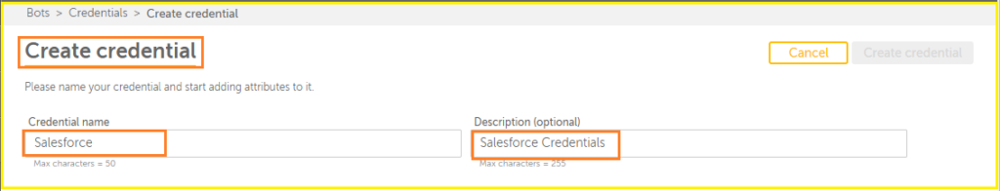 Bots > Credentials > Create credential
Create credential
Cancel
Create credential
Please name your credential and start adding attributes to it.
Credential name
Description (optional)
Salesforce
Salesforce Credentials
Max characters = 50
Max characters = 255